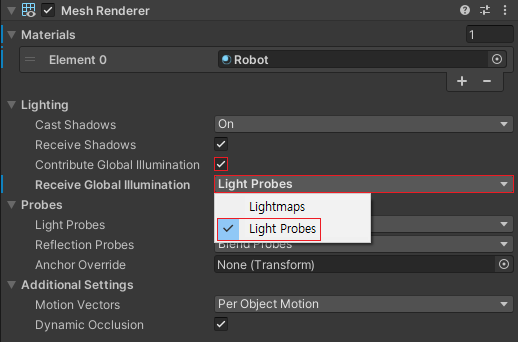 Mesh Renderer
Materials 1
Element 0 Robot
Lighting
Cast Shadows On
Receive Shadows
Contribute Global Illumination
Receive Global Illumination Light Probes
Lightmaps
Probes
Light Probes
Light Probes
Reflection Probes Blend Probes
Anchor Override None (Transform)
Additional Settings
Motion Vectors Per Object Motion
Dynamic Occlusion